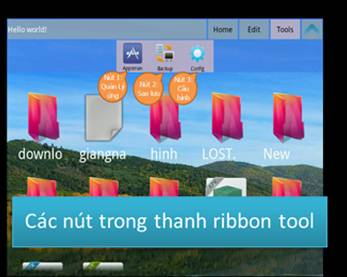 Hello world!
Home Edit Tools
Appsman Backup Config
Nút 1:
Quản Lý
ứng
Nút 2:
Sao lưu
Nút 3:
Cấu
hình
downlo giangna hinh LOST. New
Các nút trong thanh ribbon tool